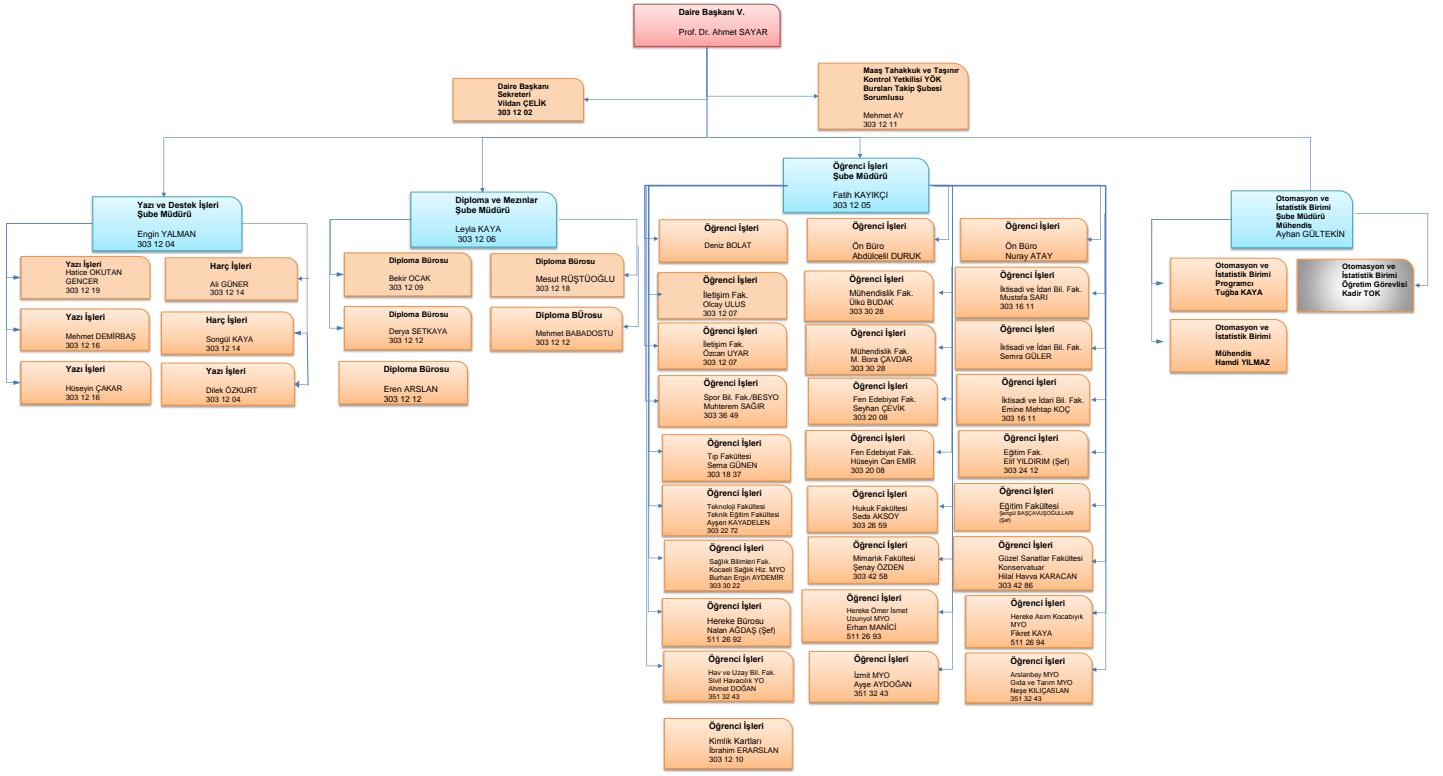 Daire Başkanı V.
Prof. Dr. Ahmet SAYAR
Daire Başkanı
Sekreteri
Vildan ÇELİK
303 12 02
Maaş Tahakkuk ve Taşınır
Kontrol Yetkilisi YÖK
Bursları Takip Şubesi
Sorumlusu
Mehmet AY
303 12 11
Yazı ve Destek İşleri
Şube Müdürü
Engin YALMAN
303 12 04
Yazı İşleri
Hatice OKUTAN
GENCER
303 12 19
Harç İşleri
Ali GÜNER
303 12 14
Yazı İşleri
Mehmet DEMİRBAŞ
303 12 16
Harç İşleri
Songül KAYA
303 12 14
Yazı İşleri
Hüseyin ÇAKAR
303 12 16
Yazı İşleri
Dilek ÖZKURT
303 12 04
Diploma ve Mezınlar
Şube Müdürü
Leyla KAYA
303 12 06
Diploma Bürosu
Bekir OCAK
303 12 09
Diploma Bürosu
Mesut RÜŞTÜOĞLU
303 12 18
Diploma Bürosu
Derya SETKAYA
303 12 12
Diploma BÜrosu
Mehmet BABADOSTU
303 12 12
Diploma Bürosu
Eren ARSLAN
303 12 12
Öğrenci İşleri
Şube Müdürü
Fatih KAYIKÇI
303 12 05
Öğrenci İşleri
Deniz BOLAT
Öğrenci İşleri
Ön Büro
Abdülcelil DURUK
Öğrenci İşleri
Ön Büro
Nuray ATAY
Öğrenci İşleri
İletişim Fak.
Olcay ULUS
303 12 07
Öğrenci İşleri
Mühendislik Fak.
Ülkü BUDAK
303 30 28
Öğrenci İşleri
İktisadi ve İdari Bil. Fak.
Mustafa SARI
303 16 11
Öğrenci İşleri
İletişim Fak.
Özcan UYAR
303 12 07
Öğrenci İşleri
Mühendislik Fak.
M. Bora ÇAVDAR
303 30 28
Öğrenci İşleri
İktisadi ve İdari Bil. Fak.
Semra GÜLER
Öğrenci İşleri
Spor Bil. Fak./BESYO
Muhterem SAĞIR
303 36 49
Öğrenci İşleri
Fen Edebiyat Fak.
Seyhan ÇEVİK
303 20 08
Öğrenci İşleri
İktisadi ve İdari Bil. Fak.
Emine Mehtap KOÇ
303 16 11
Öğrenci İşleri
Tıp Fakültesi
Sema GÜNEN
303 18 37
Öğrenci İşleri
Fen Edebiyat Fak.
Hüseyin Can EMİR
303 20 08
Öğrenci İşleri
Eğitim Fak.
Elif YILDIRIM (Şef)
303 24 12
Öğrenci İşleri
Teknoloji Fakültesi
Teknik Eğitim Fakültesi
Ayşen KAYADELEN
303 22 72
Öğrenci İşleri
Hukuk Fakültesi
Seda AKSOY
303 26 59
Öğrenci İşleri
Eğitim Fakültesi
Şengül BAŞÇAVUŞOĞULLARI
(Şef)
Öğrenci İşleri
Sağlık Bilimleri Fak.
Kocaeli Sağlık Hiz. MYO
Burhan Ergin AYDEMİR
303 30 22
Öğrenci İşleri
Mimarlık Fakültesi
Şenay ÖZDEN
303 42 58
Öğrenci İşleri
Güzel Sanatlar Fakültesi
Konservatuar
Hilal Havva KARACAN
303 42 86
Öğrenci İşleri
Hereke Bürosu
Nalan AĞDAŞ (Şef)
511 26 92
Öğrenci İşleri
Hereke Ömer İsmet
Uzunyol MYO
Erhan MANİCİ
511 26 93
Öğrenci İşleri
Hereke Asım Kocabıyık
MYO
Fikret KAYA
511 26 94
Öğrenci İşleri
Hav ve Uzay Bil. Fak.
Sivil Havacılık YO
Ahmet DOĞAN
351 32 43
Öğrenci İşleri
İzmit MYO
Ayşe AYDOĞAN
351 32 43
Öğrenci İşleri
Arslanbey MYO
Gıda ve Tarım MYO
Neşe KILIÇASLAN
351 32 43
Öğrenci İşleri
Kimlik Kartları
İbrahim ERARSLAN
303 12 10
Otomasyon ve
İstatistik Birimi
Şube Müdürü
Mühendis
Ayhan GÜLTEKİN
Otomasyon ve
İstatistik Birimi
Programcı
Tuğba KAYA
Otomasyon ve
İstatistik Birimi
Öğretim Görevlisi
Kadir TOK
Otomasyon ve
İstatistik Birimi
Mühendis
Hamdi YILMAZ